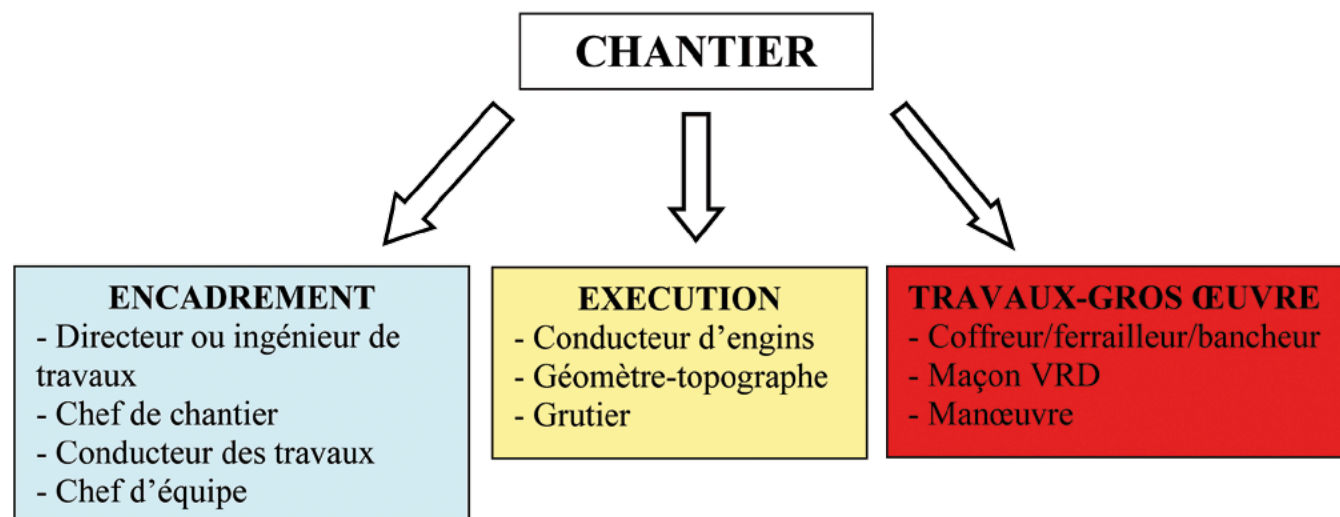 CHANTIER
ENCADREMENT
- Directeur ou ingénieur de
travaux
- Chef de chantier
- Conducteur des travaux
- Chef d’équipe
EXECUTION
- Conducteur d’engins
- Géomètre-topographe
- Grutier
TRAVAUX-GROS ŒUVRE
- Coffreur/ferrailleur/bancheur
- Maçon VRD
- Manœuvre